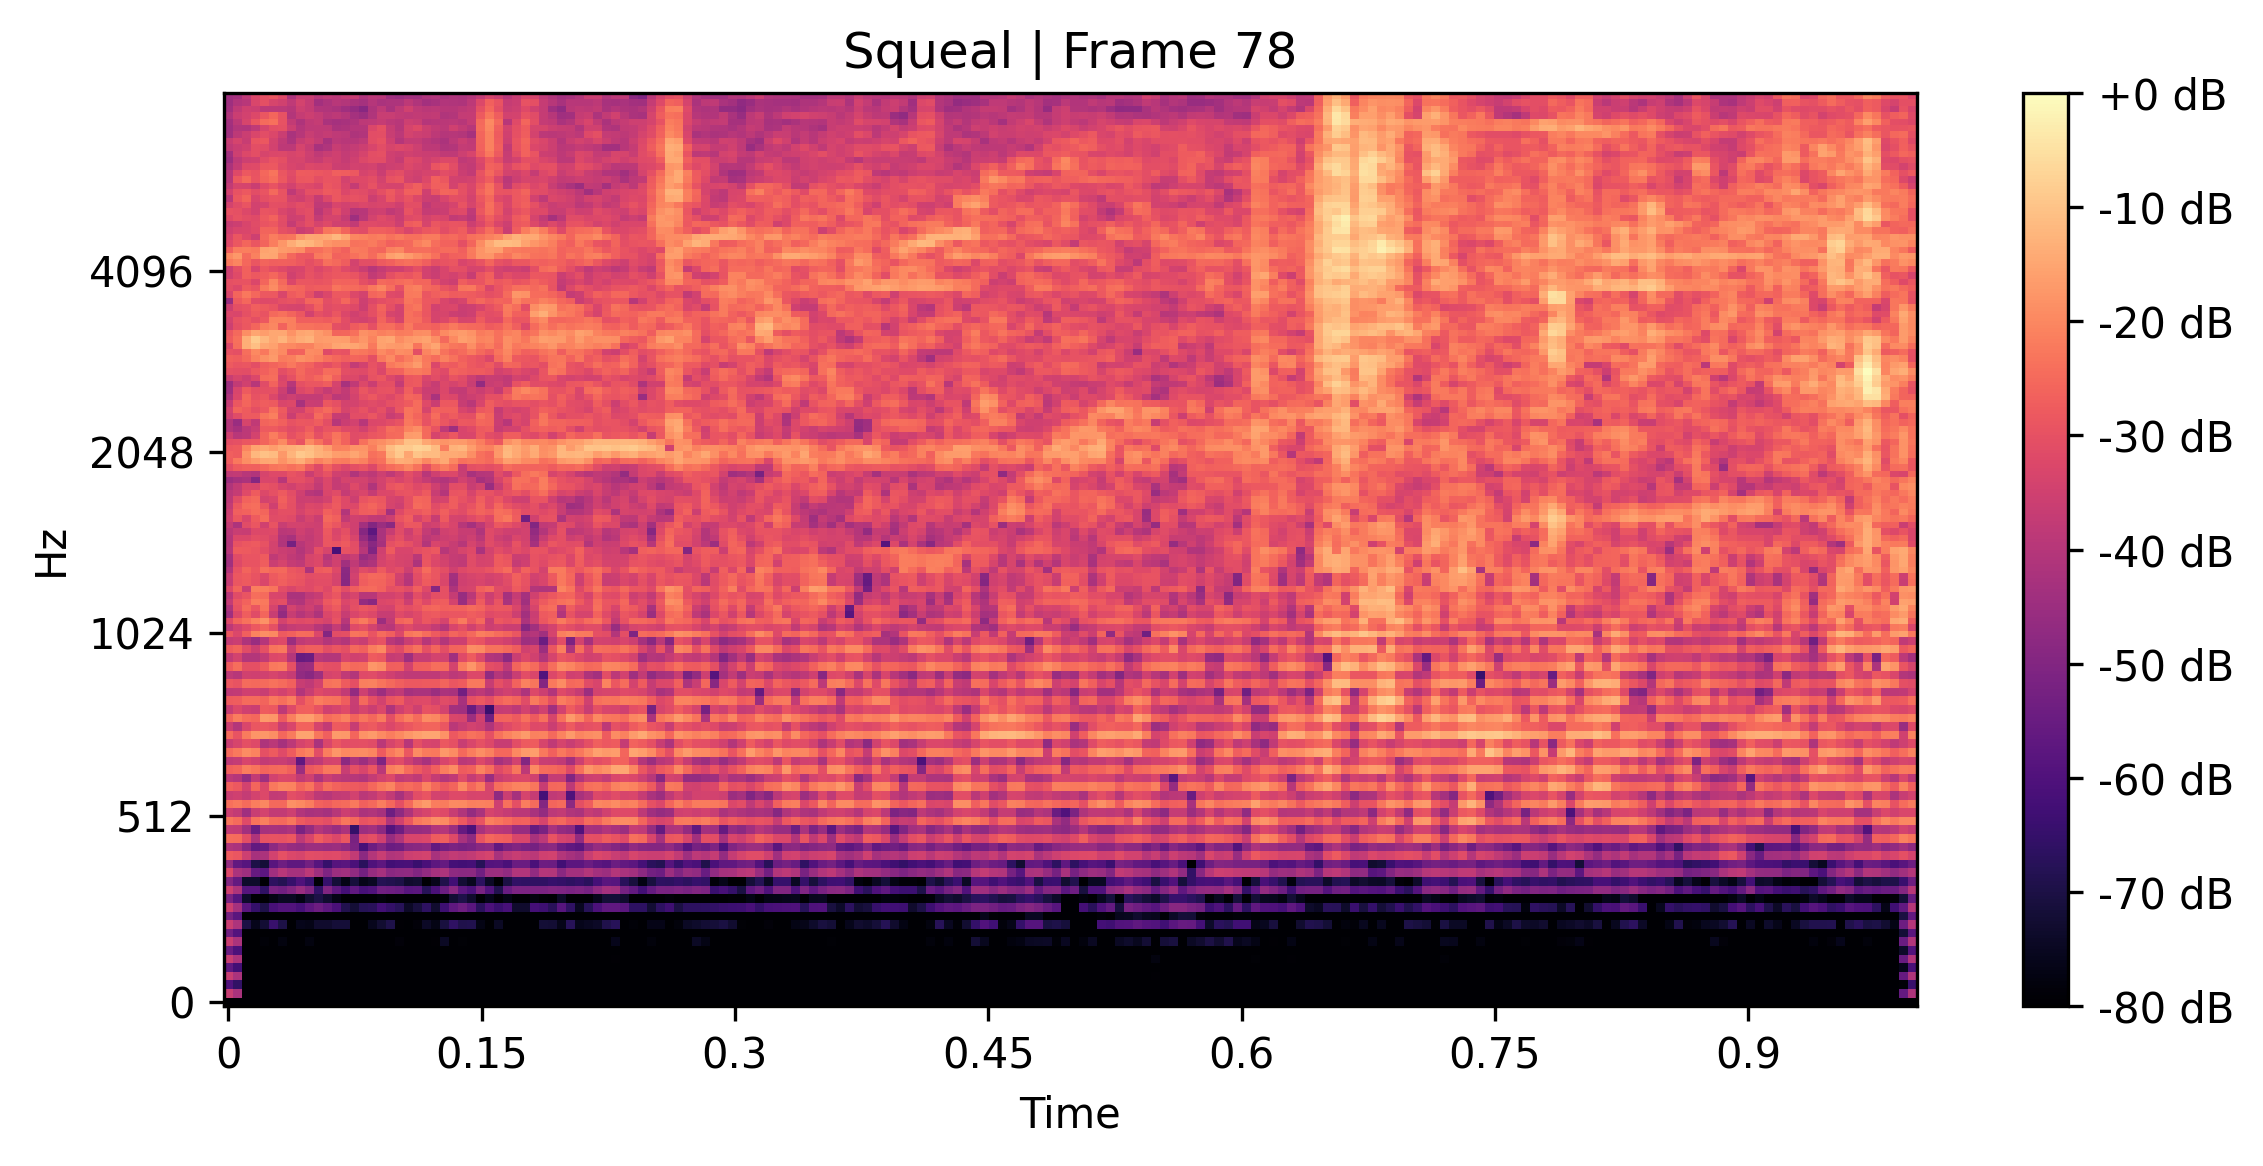 Squeal | Frame 78
Hz
4096
2048
1024
512
0
0 0.15 0.3 0.45 0.6 0.75 0.9
Time
+0 dB
-10 dB
-20 dB
-30 dB
-40 dB
-50 dB
-60 dB
-70 dB
-80 dB